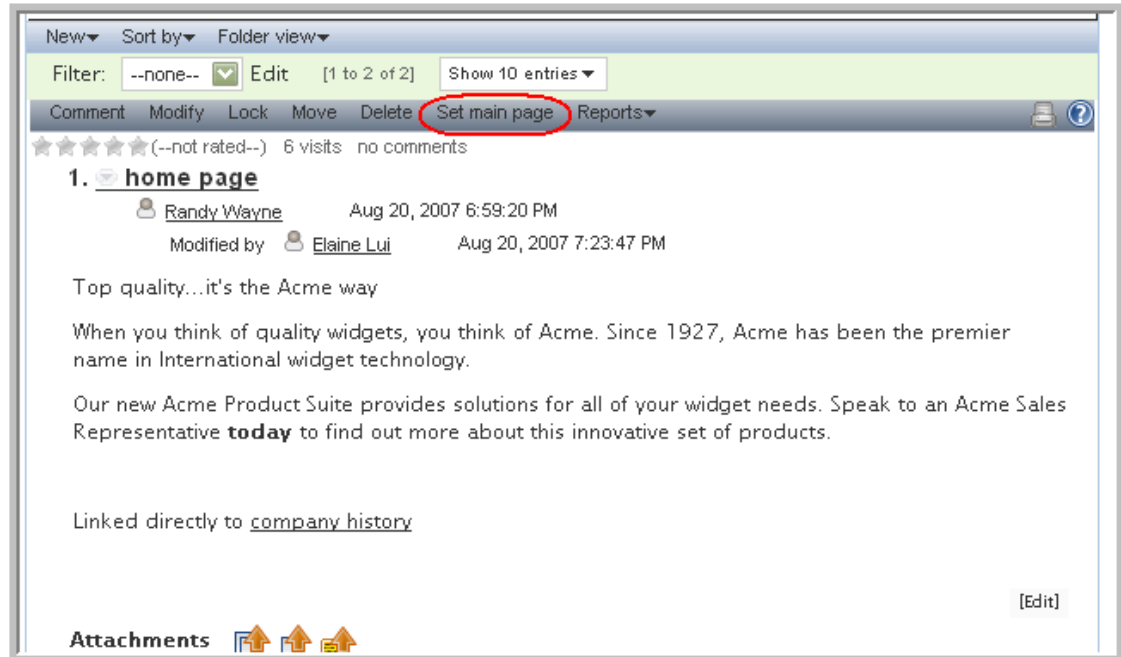 New Sort by Folder view
Filter: --none-- Edit [1 to 2 of 2] Show 10 entries
Comment Modify Lock Move Delete Set main page Reports ?
(--not rated--) 6 visits no comments
1. home page
Randy Wayne Aug 20, 2007 6:59:20 PM
Modified by Elaine Lui Aug 20, 2007 7:23:47 PM
Top quality...it's the Acme way
When you think of quality widgets, you think of Acme. Since 1927, Acme has been the premier
name in International widget technology.
Our new Acme Product Suite provides solutions for all of your widget needs. Speak to an Acme Sales
Representative today to find out more about this innovative set of products.
Linked directly to company history
[Edit]
Attachments